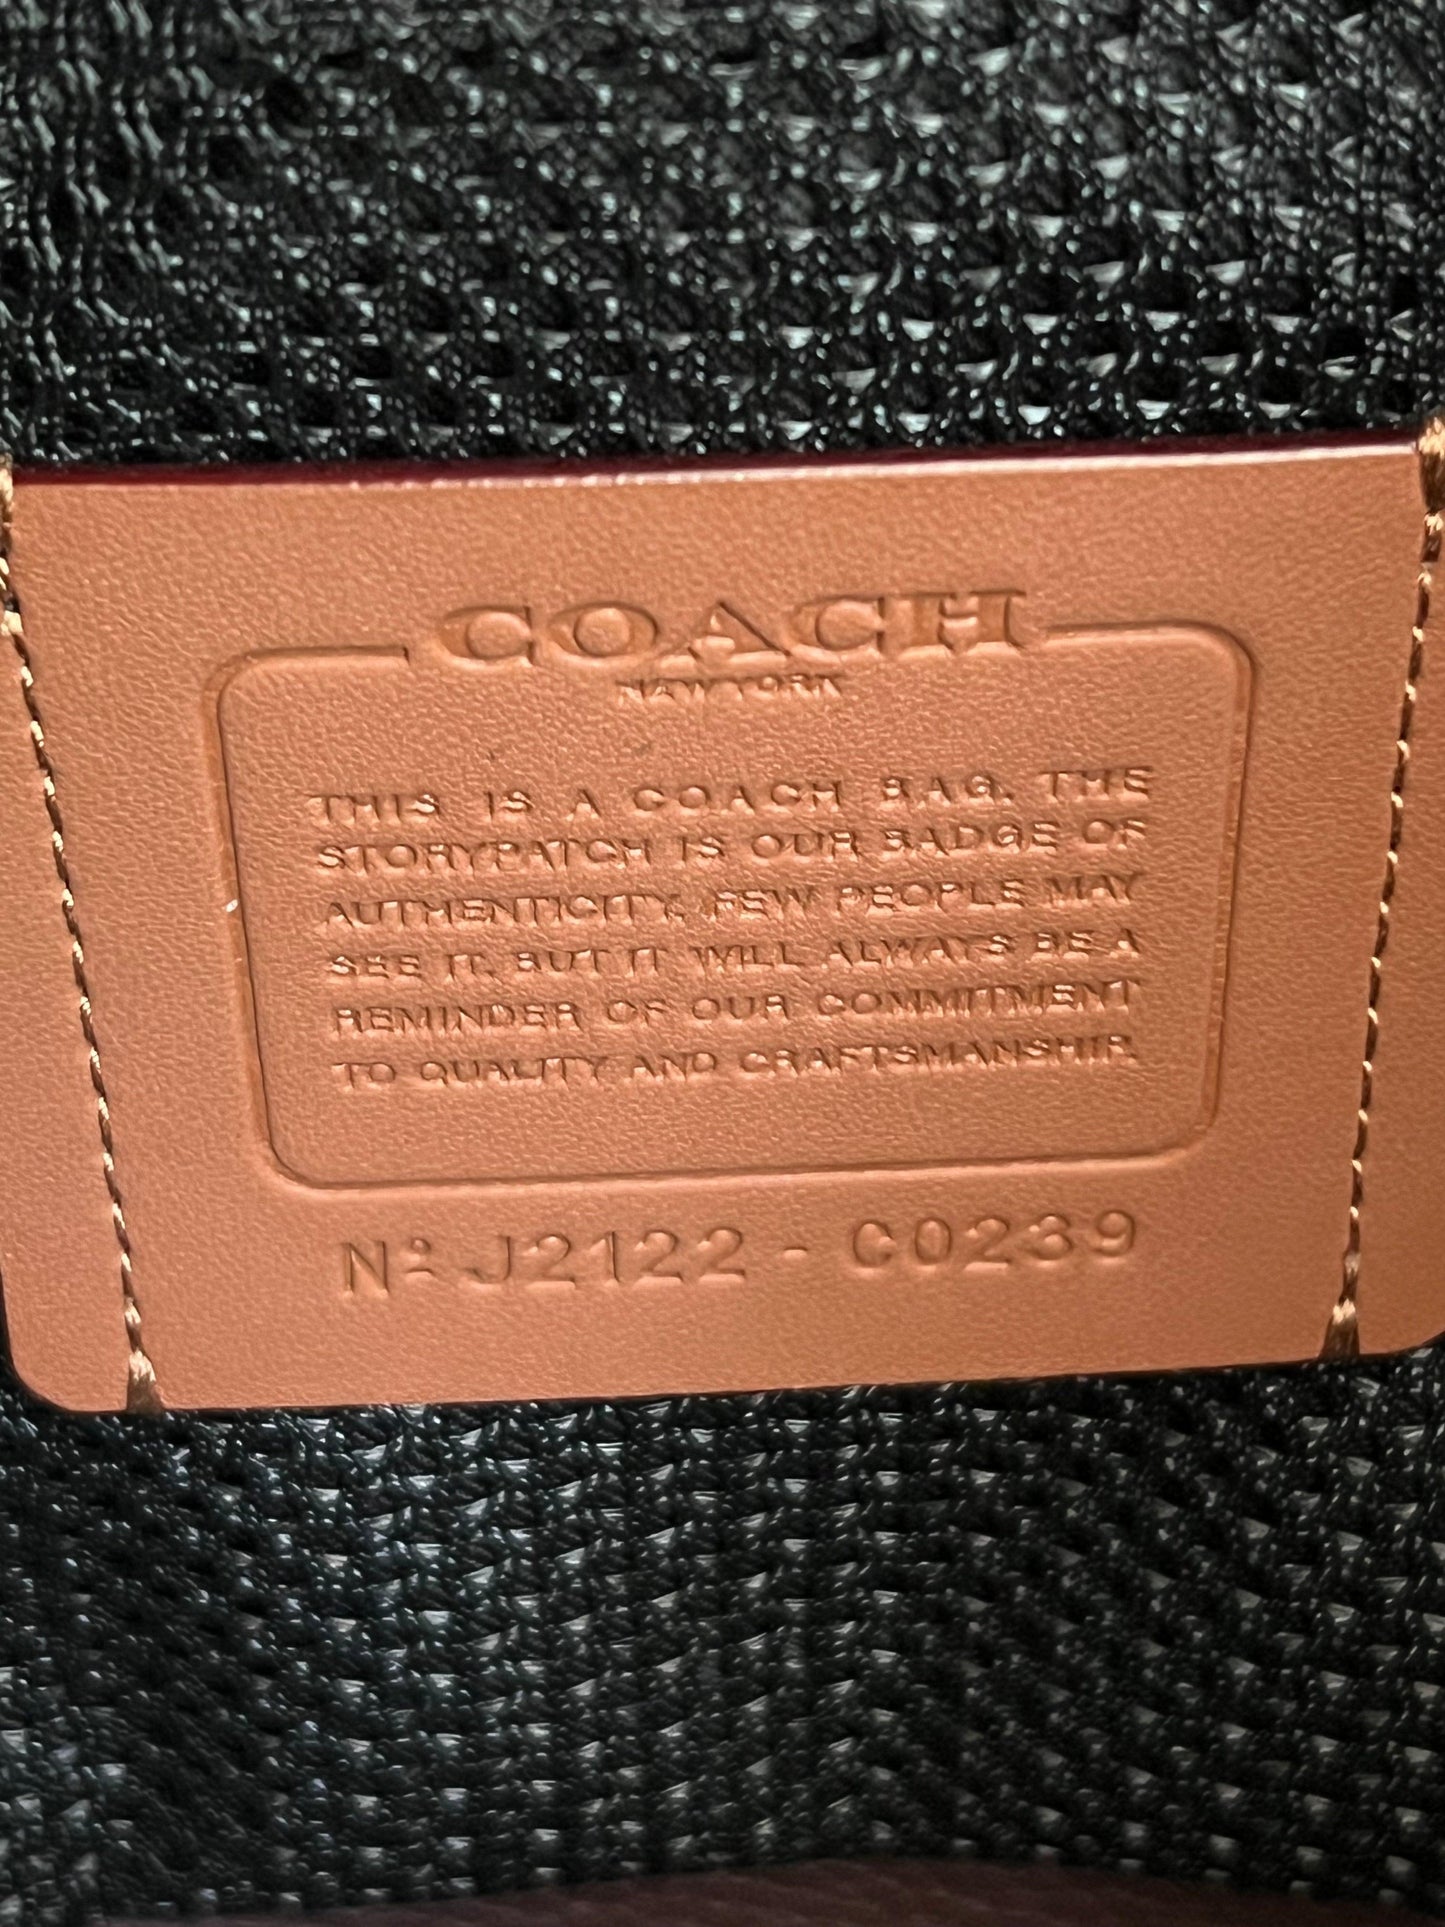 COACH
NEW YORK
THIS IS A COACH BAG. THE
STORYPATCH IS OUR BADGE OF
AUTHENTICITY. FEW PEOPLE MAY
SEE IT, BUT IT WILL ALWAYS BE A
REMINDER OF OUR COMMITMENT
TO QUALITY AND CRAFTSMANSHIP.
Nº J2122 - C0239